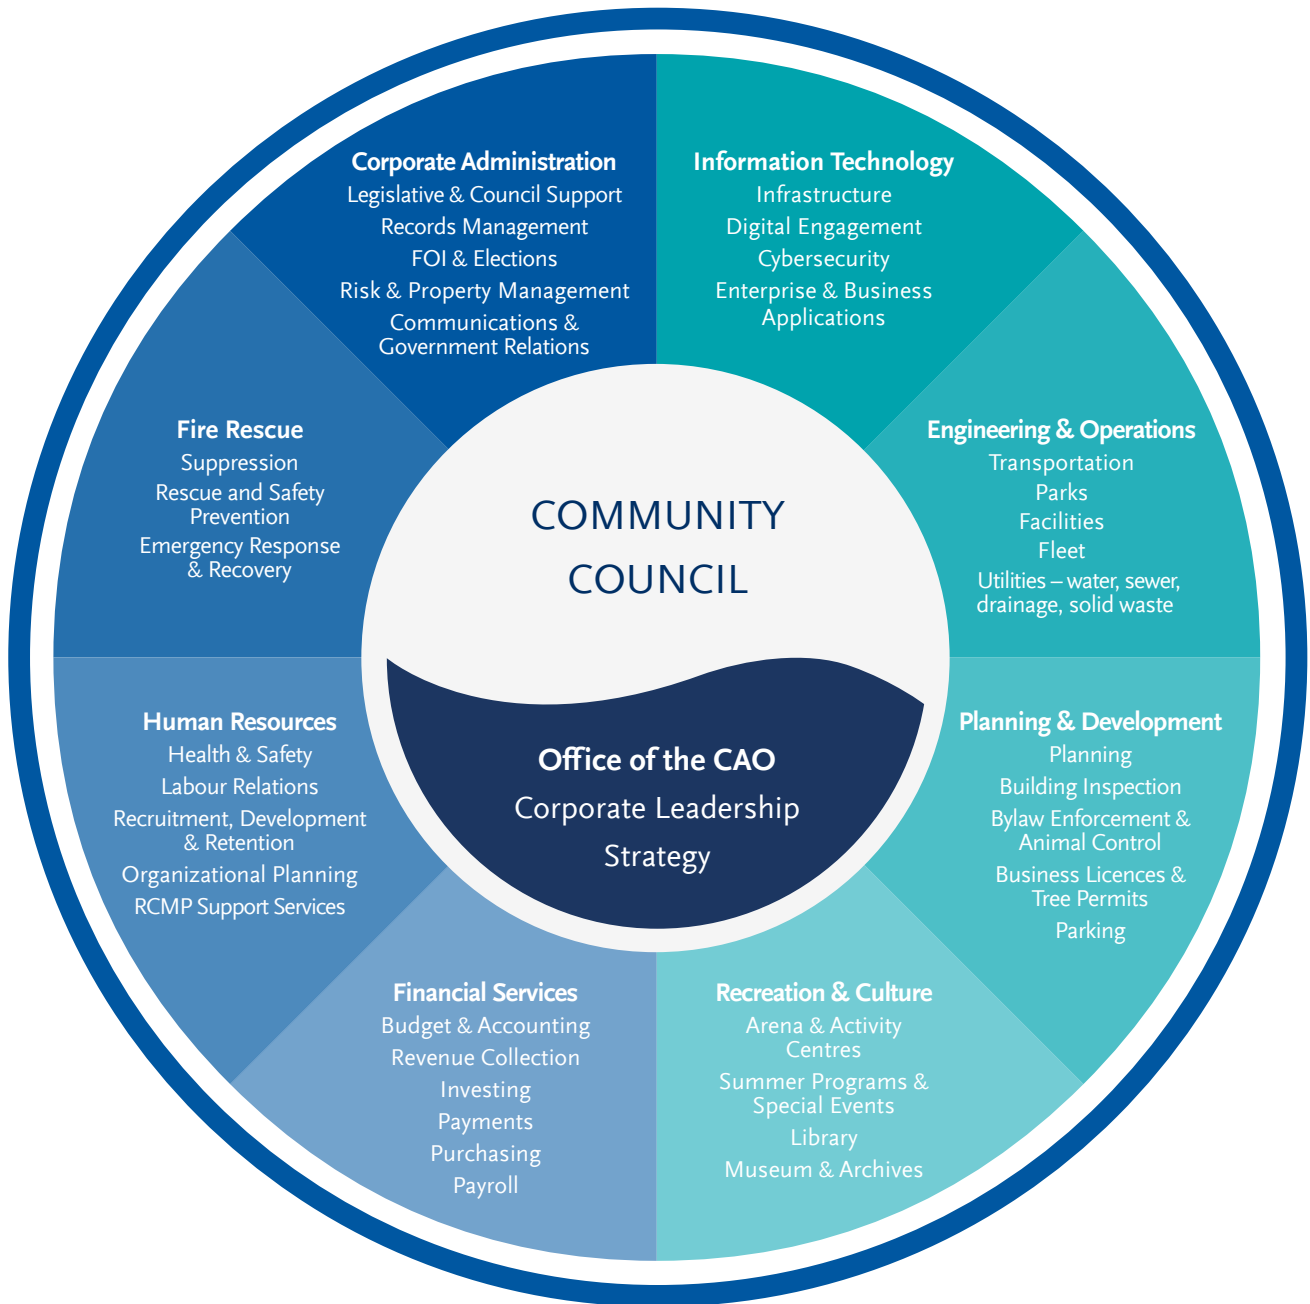 Corporate Administration
Legislative & Council Support
Records Management
FOI & Elections
Risk & Property Management
Communications &
Government Relations
Information Technology
Infrastructure
Digital Engagement
Cybersecurity
Enterprise & Business
Applications
Fire Rescue
Suppression
Rescue and Safety
Prevention
Emergency Response
& Recovery
COMMUNITY
COUNCIL
Engineering & Operations
Transportation
Parks
Facilities
Fleet
Utilities – water, sewer,
drainage, solid waste
Human Resources
Health & Safety
Labour Relations
Recruitment, Development
& Retention
Organizational Planning
RCMP Support Services
Office of the CAO
Corporate Leadership
Strategy
Planning & Development
Planning
Building Inspection
Bylaw Enforcement &
Animal Control
Business Licences &
Tree Permits
Parking
Financial Services
Budget & Accounting
Revenue Collection
Investing
Payments
Purchasing
Payroll
Recreation & Culture
Arena & Activity
Centres
Summer Programs &
Special Events
Library
Museum & Archives